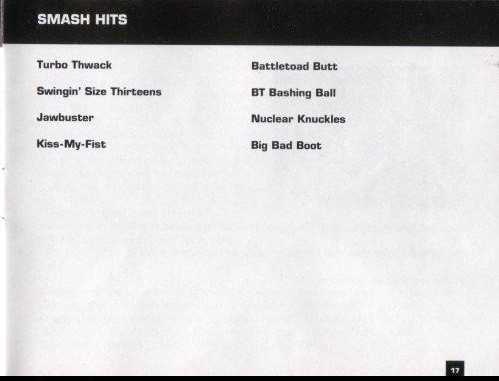 SMASH HITS
Turbo Thwack
Swingin' Size Thirteens
Jawbuster
Kiss-My-Fist
Battletoad Butt
BT Bashing Ball
Nuclear Knuckles
Big Bad Boot
17